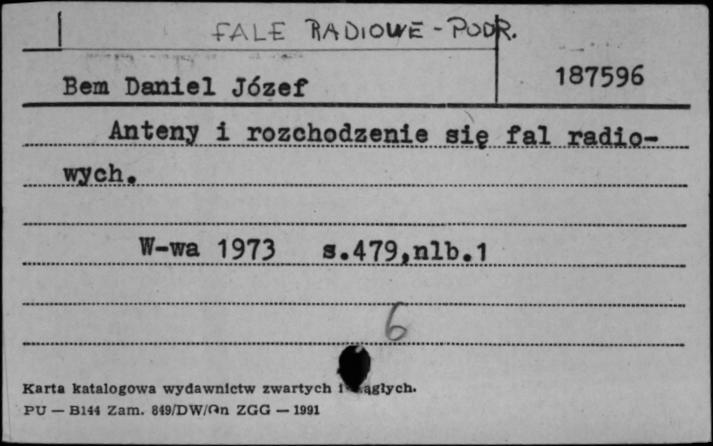 FALE RADIOWE - PODR.
Bem Daniel Józef
187596
Anteny i rozchodzenie się fal radio-
wych.
W-wa 1973 s.479,nlb.1
6
Karta katalogowa wydawnictw zwartych i
PU — B144 Zam. 849/DW/On ZGG — 1991